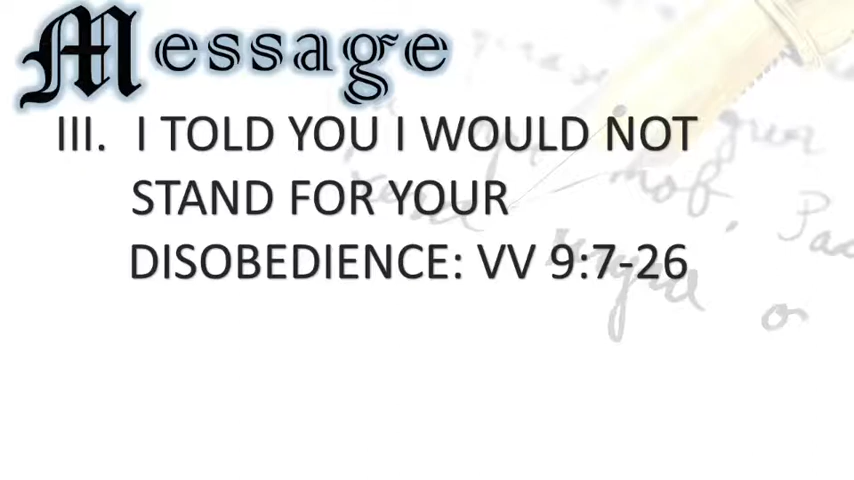 Message
III. I TOLD YOU I WOULD NOT
STAND FOR YOUR
DISOBEDIENCE: VV 9:7-26